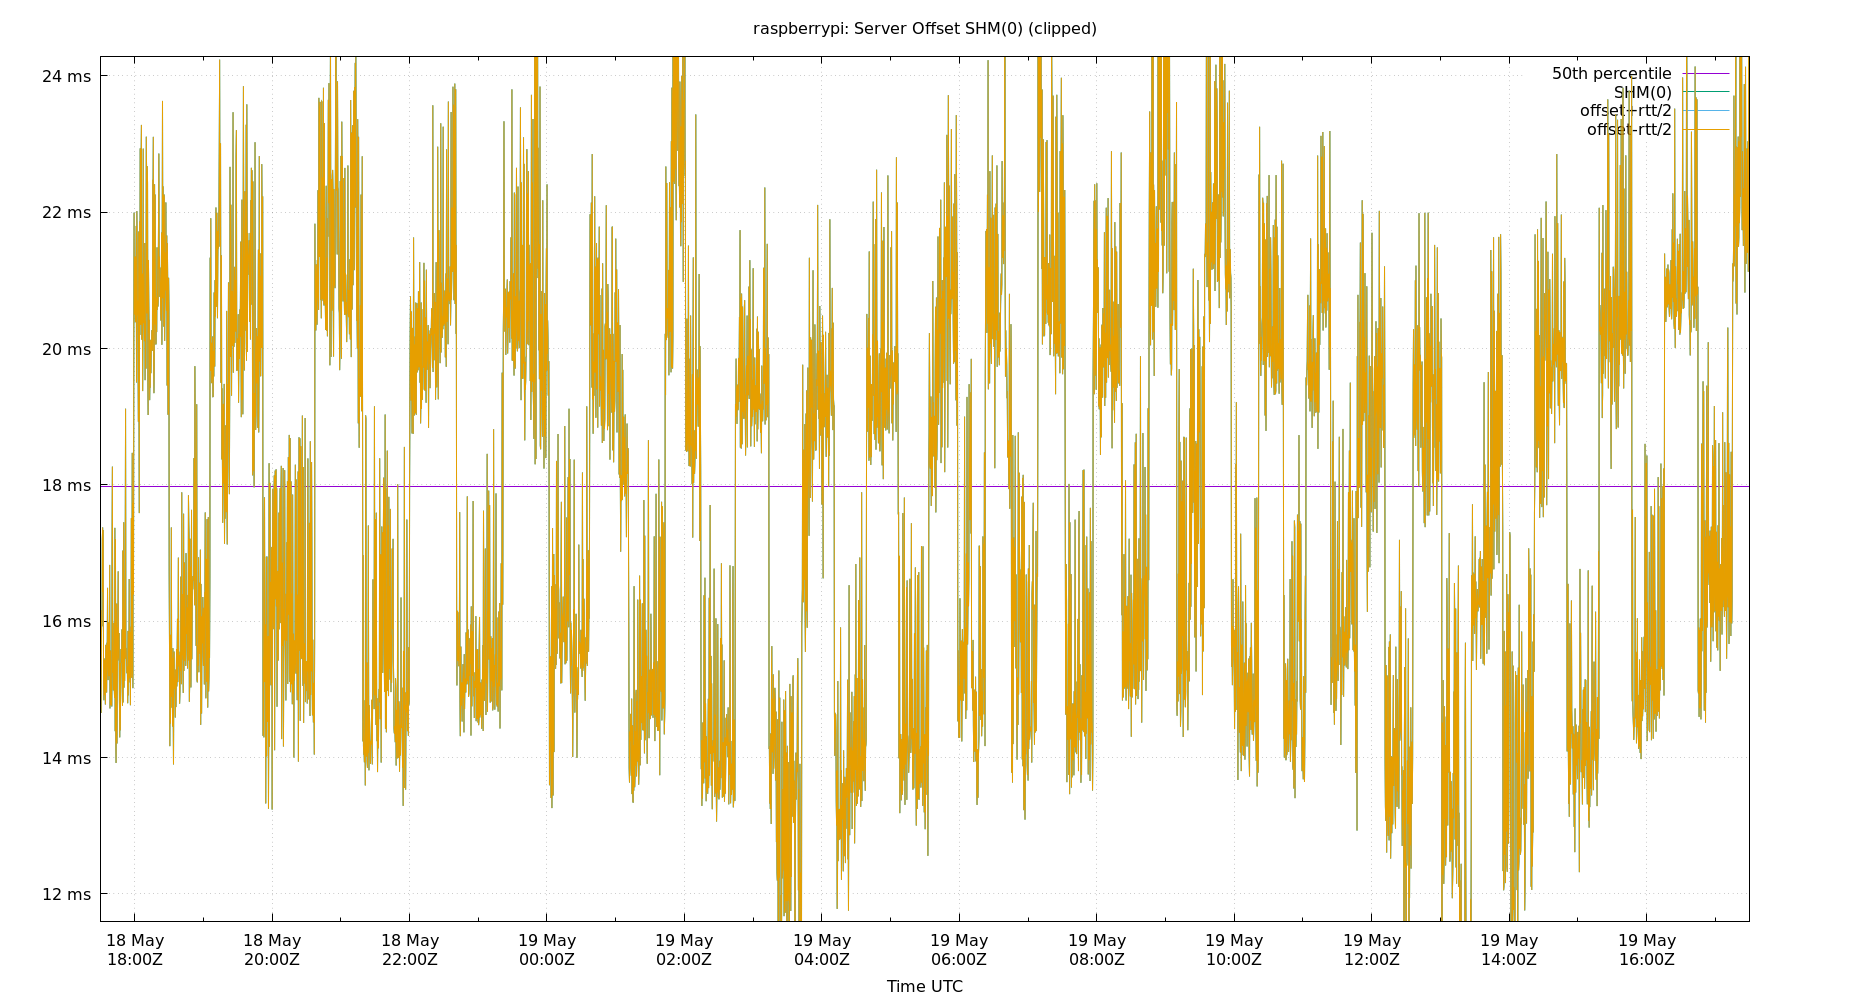 raspberrypi: Server Offset SHM(0) (clipped)
24 ms
22 ms
20 ms
18 ms
16 ms
14 ms
12 ms
50th percentile
SHM(0)
offset+rtt/2
offset-rtt/2
18 May 18 May 18 May 19 May 19 May 19 May 19 May 19 May 19 May 19 May 19 May 19 May
18:00Z 20:00Z 22:00Z 00:00Z 02:00Z 04:00Z 06:00Z 08:00Z 10:00Z 12:00Z 14:00Z 16:00Z
Time UTC